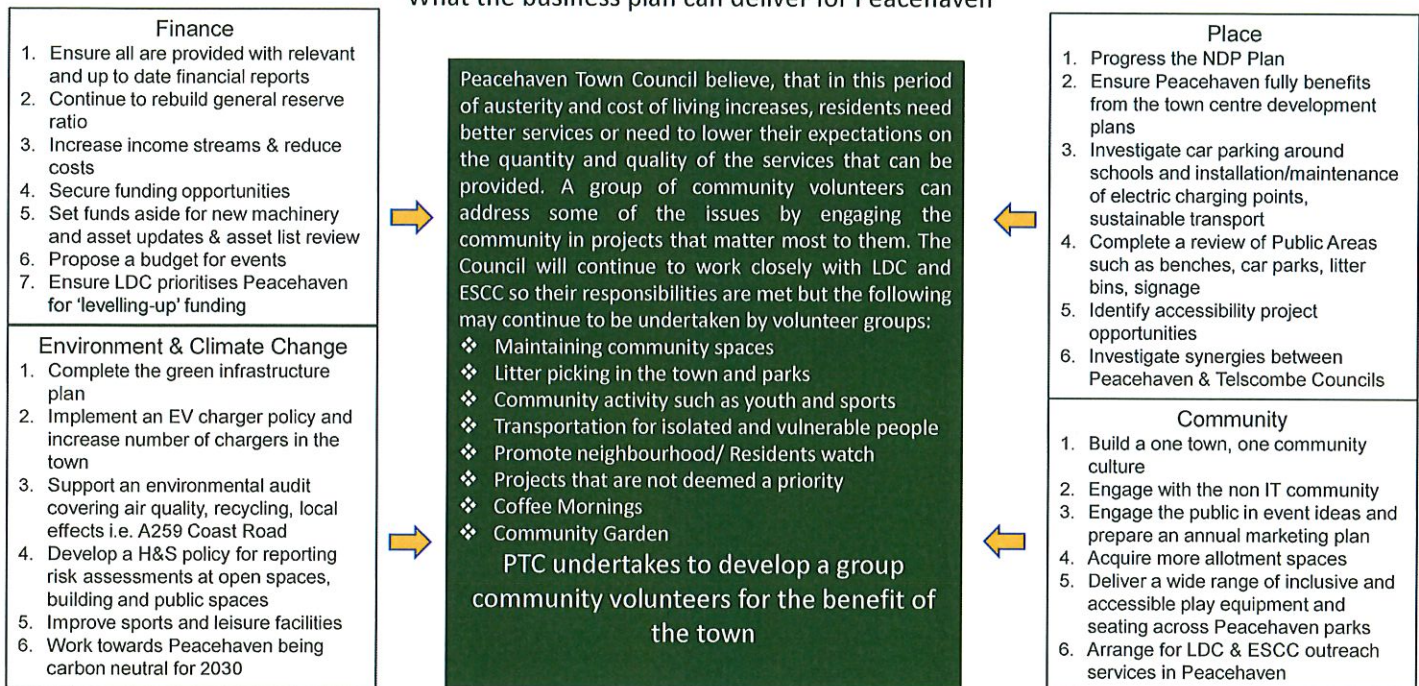 What the business plan can deliver for Peacehaven
Finance
1. Ensure all are provided with relevant
and up to date financial reports
2. Continue to rebuild general reserve
ratio
3. Increase income streams & reduce
costs
4. Secure funding opportunities
5. Set funds aside for new machinery
and asset updates & asset list review
6. Propose a budget for events
7. Ensure LDC prioritises Peacehaven
for 'levelling-up' funding
Environment & Climate Change
1. Complete the green infrastructure
plan
2. Implement an EV charger policy and
increase number of chargers in the
town
3. Support an environmental audit
covering air quality, recycling, local
effects i.e. A259 Coast Road
4. Develop a H&S policy for reporting
risk assessments at open spaces,
building and public spaces
5. Improve sports and leisure facilities
6. Work towards Peacehaven being
carbon neutral for 2030
Peacehaven Town Council believe, that in this period
of austerity and cost of living increases, residents need
better services or need to lower their expectations on
the quantity and quality of the services that can be
provided. A group of community volunteers can
address some of the issues by engaging the
community in projects that matter most to them. The
Council will continue to work closely with LDC and
ESCC so their responsibilities are met but the following
may continue to be undertaken by volunteer groups:
❖ Maintaining community spaces
❖ Litter picking in the town and parks
❖ Community activity such as youth and sports
❖ Transportation for isolated and vulnerable people
❖ Promote neighbourhood/ Residents watch
❖ Projects that are not deemed a priority
❖ Coffee Mornings
❖ Community Garden
PTC undertakes to develop a group
community volunteers for the benefit of
the town
Place
1. Progress the NDP Plan
2. Ensure Peacehaven fully benefits
from the town centre development
plans
3. Investigate car parking around
schools and installation/maintenance
of electric charging points,
sustainable transport
4. Complete a review of Public Areas
such as benches, car parks, litter
bins, signage
5. Identify accessibility project
opportunities
6. Investigate synergies between
Peacehaven & Telscombe Councils
Community
1. Build a one town, one community
culture
2. Engage with the non IT community
3. Engage the public in event ideas and
prepare an annual marketing plan
4. Acquire more allotment spaces
5. Deliver a wide range of inclusive and
accessible play equipment and
seating across Peacehaven parks
6. Arrange for LDC & ESCC outreach
services in Peacehaven